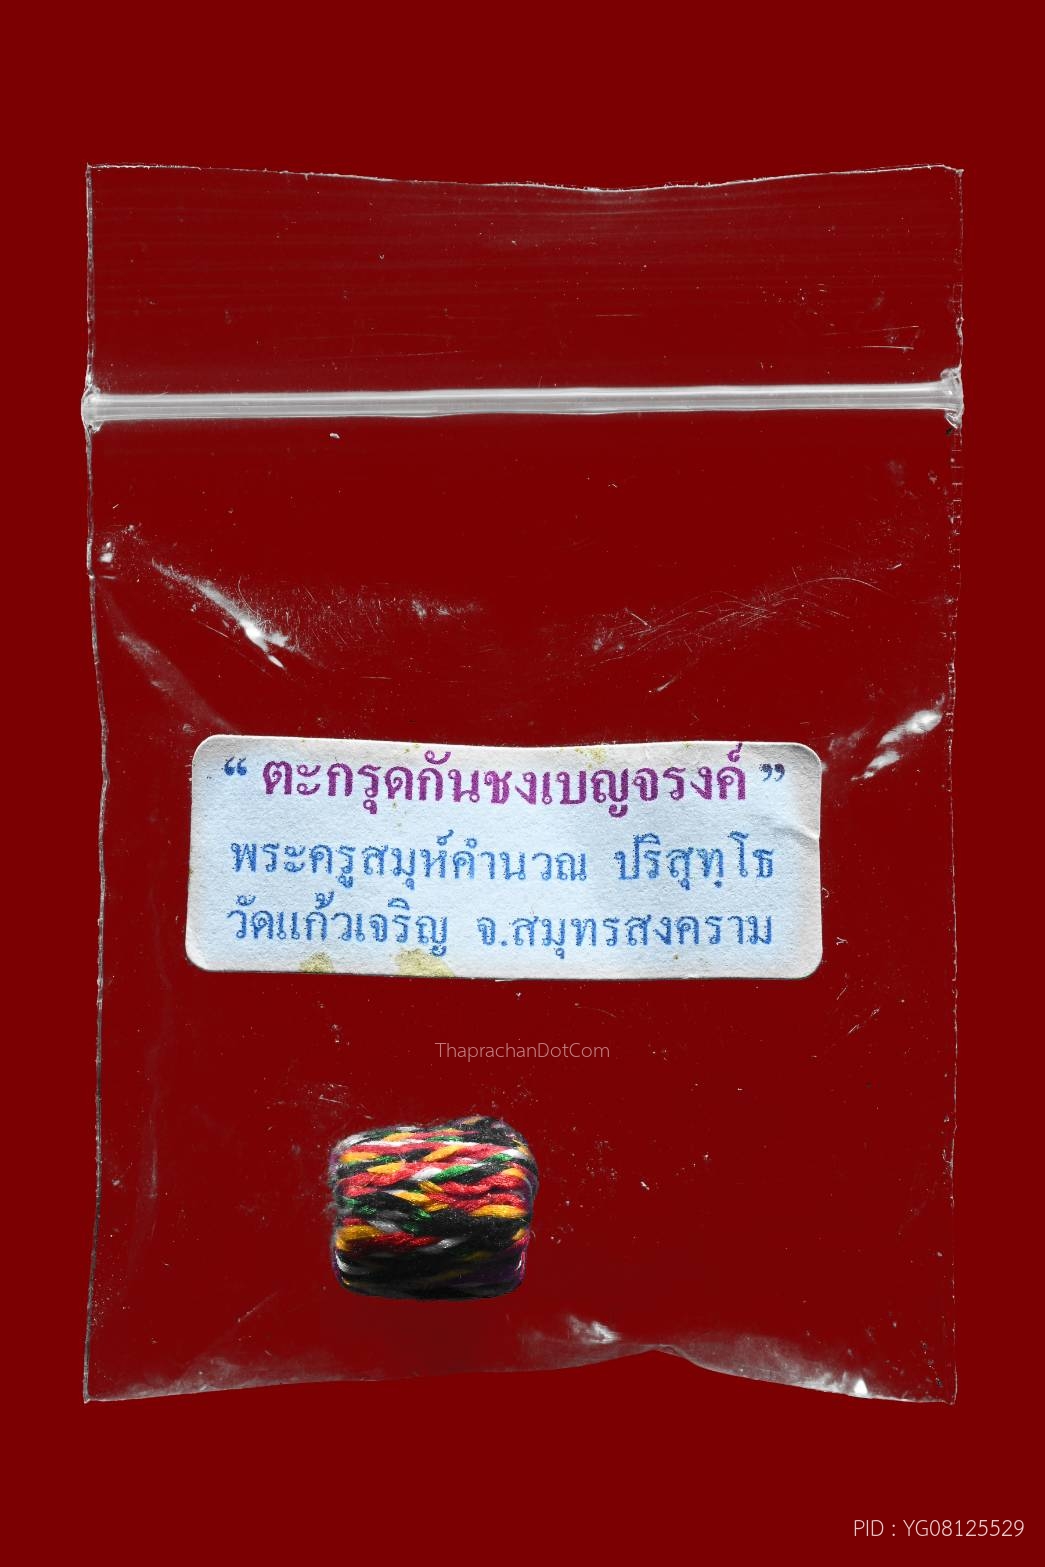 “ ตะกรุดกันชงเบญจรงค์ ”
พระครูสมุห์คำนวณ ปริสุทฺโธ
วัดแก้วเจริญ จ.สมุทรสงคราม
ThaprachanDotCom
PID : YG08125529